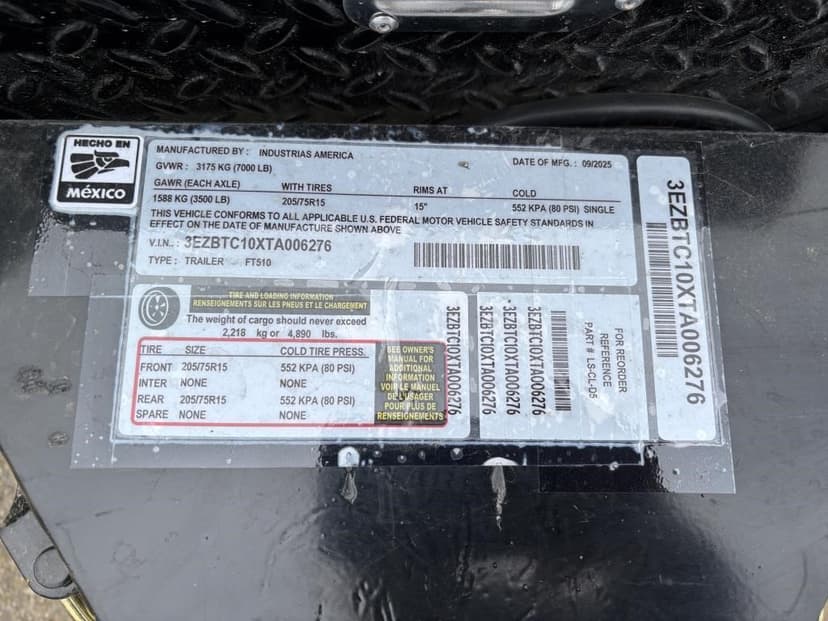 HECHO EN
MÉXICO
MANUFACTURED BY : INDUSTRIAS AMERICA
DATE OF MFG. : 09/2025
GVWR : 3175 KG (7000 LB)
GAWR (EACH AXLE) WITH TIRES RIMS AT COLD
1588 KG (3500 LB) 205/75R15 15" 552 KPA (80 PSI) SINGLE
THIS VEHICLE CONFORMS TO ALL APPLICABLE U.S. FEDERAL MOTOR VEHICLE SAFETY STANDARDS IN
EFFECT ON THE DATE OF MANUFACTURE SHOWN ABOVE
V.I.N.: 3EZBTC10XTA006276
TYPE : TRAILER FT510
TIRE AND LOADING INFORMATION
RENSEIGNEMENTS SUR LES PNEUS ET LE CHARGEMENT
The weight of cargo should never exceed
2,218 kg or 4,890 lbs.
TIRE SIZE COLD TIRE PRESS.
FRONT 205/75R15 552 KPA (80 PSI)
INTER NONE NONE
REAR 205/75R15 552 KPA (80 PSI)
SPARE NONE NONE
SEE OWNER'S
MANUAL FOR
ADDITIONAL
INFORMATION
VOIR LE MANUEL
DE L'USAGER
POUR PLUS DE
RENSEIGNEMENTS
3EZBTC10XTA006276
3EZBTC10XTA006276
3EZBTC10XTA006276
3EZBTC10XTA006276
FOR REORDER
REFERENCE
PART # LS-CL-Q5
3EZBTC10XTA006276